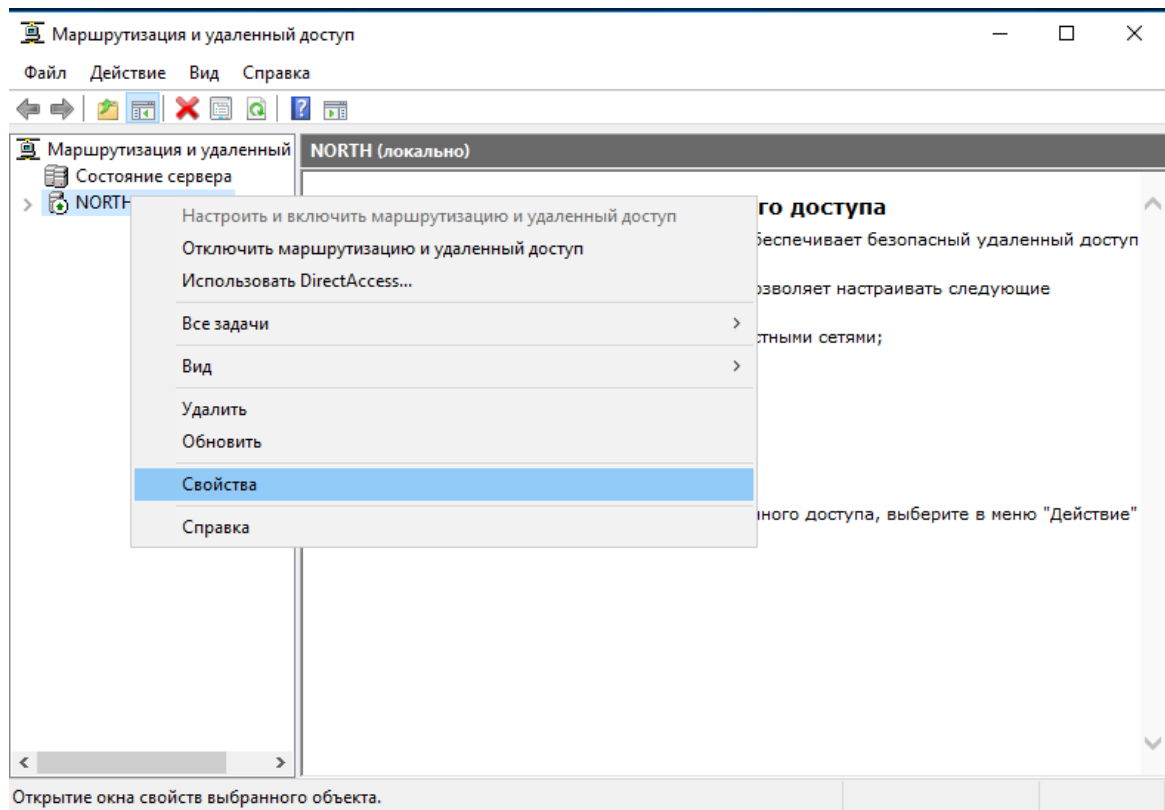 Маршрутизация и удаленный доступ
Файл Действие Вид Справка
Маршрутизация и удаленный
Состояние сервера
NORTH
NORTH (локально)
Настроить и включить маршрутизацию и удаленный доступ
Отключить маршрутизацию и удаленный доступ
Использовать DirectAccess...
Все задачи
Вид
Удалить
Обновить
Свойства
Справка
го доступа
беспечивает безопасный удаленный доступ
озволяет настраивать следующие
стными сетями;
нного доступа, выберите в меню "Действие"
Открытие окна свойств выбранного объекта.